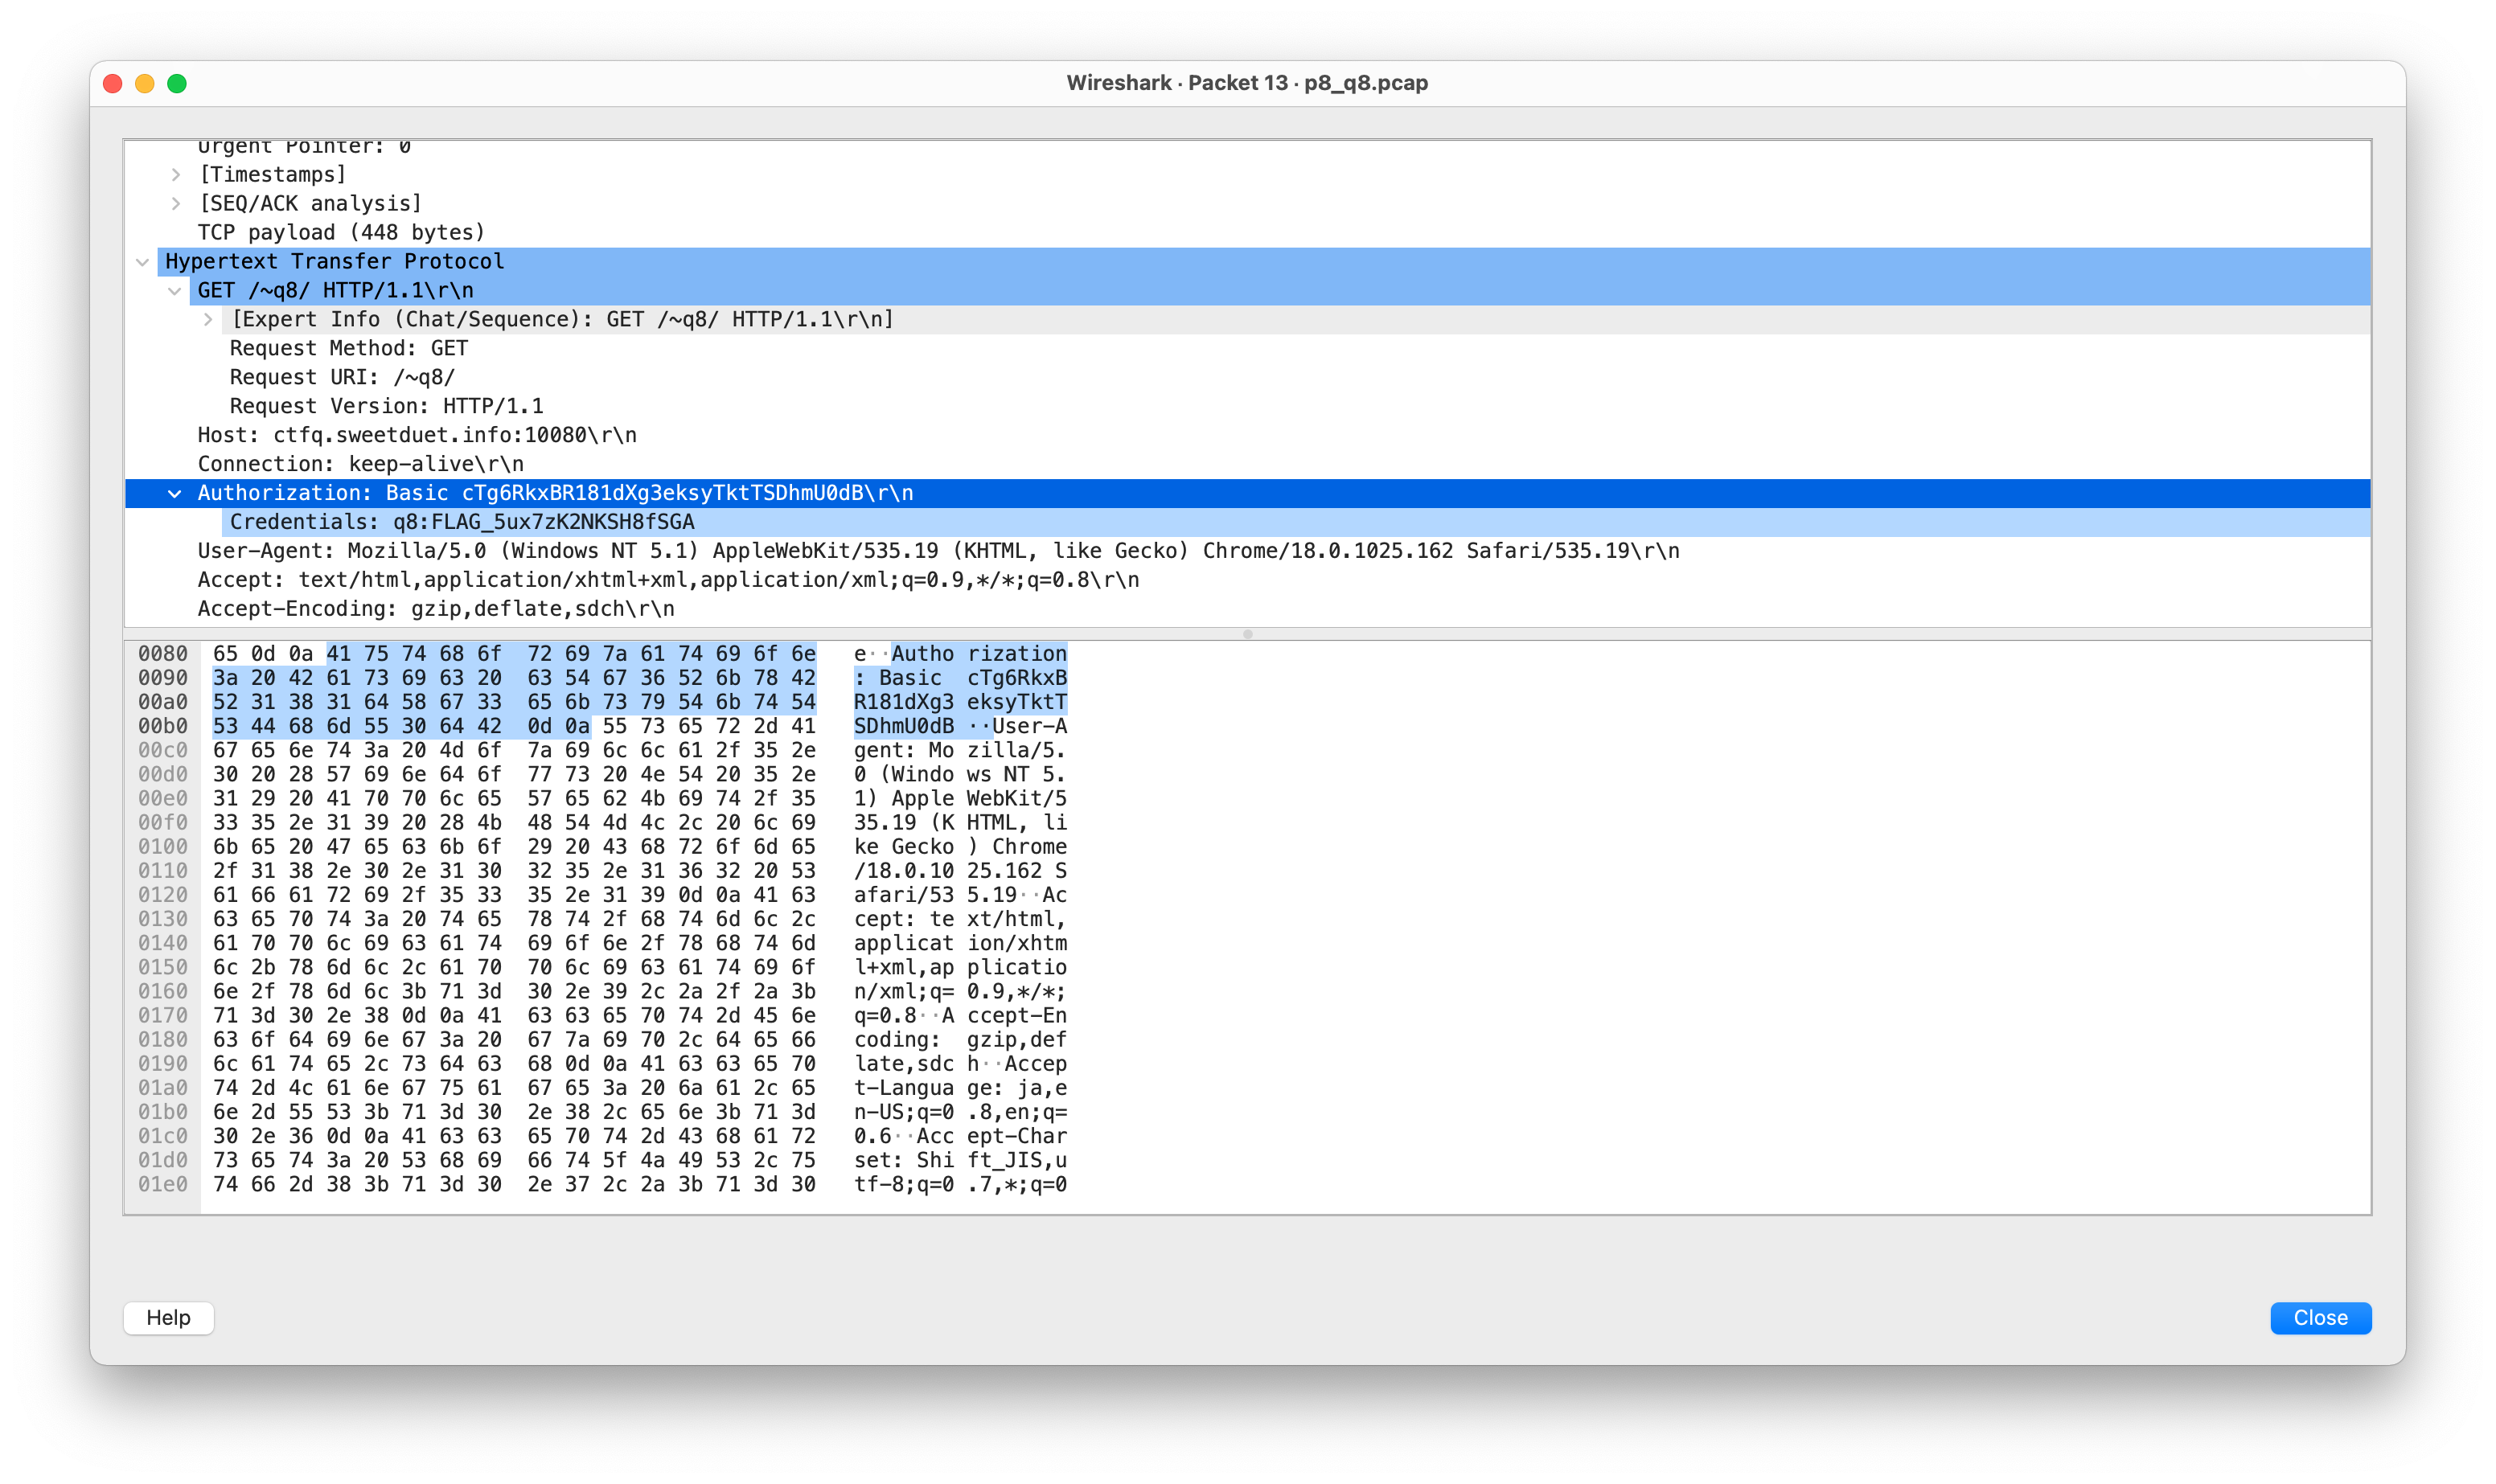 Wireshark · Packet 13 · p8_q8.pcap
Urgent Pointer: 0
[Timestamps]
[SEQ/ACK analysis]
TCP payload (448 bytes)
Hypertext Transfer Protocol
GET /~q8/ HTTP/1.1\r\n
[Expert Info (Chat/Sequence): GET /~q8/ HTTP/1.1\r\n]
Request Method: GET
Request URI: /~q8/
Request Version: HTTP/1.1
Host: ctfq.sweetduet.info:10080\r\n
Connection: keep-alive\r\n
Authorization: Basic cTg6RkxBR181dXg3eksyTktTSDhmU0dB\r\n
Credentials: q8:FLAG_5ux7zK2NKSH8fSGA
User-Agent: Mozilla/5.0 (Windows NT 5.1) AppleWebKit/535.19 (KHTML, like Gecko) Chrome/18.0.1025.162 Safari/535.19\r\n
Accept: text/html,application/xhtml+xml,application/xml;q=0.9,*/*;q=0.8\r\n
Accept-Encoding: gzip,deflate,sdch\r\n
0080 65 0d 0a 41 75 74 68 6f 72 69 7a 61 74 69 6f 6e e··Autho rization
0090 3a 20 42 61 73 69 63 20 63 54 67 36 52 6b 78 42 : Basic cTg6RkxB
00a0 52 31 38 31 64 58 67 33 65 6b 73 79 54 6b 74 54 R181dXg3 eksyTktT
00b0 53 44 68 6d 55 30 64 42 0d 0a 55 73 65 72 2d 41 SDhmU0dB ··User-A
00c0 67 65 6e 74 3a 20 4d 6f 7a 69 6c 6c 61 2f 35 2e gent: Mo zilla/5.
00d0 30 20 28 57 69 6e 64 6f 77 73 20 4e 54 20 35 2e 0 (Windo ws NT 5.
00e0 31 29 20 41 70 70 6c 65 57 65 62 4b 69 74 2f 35 1) Apple WebKit/5
00f0 33 35 2e 31 39 20 28 4b 48 54 4d 4c 2c 20 6c 69 35.19 (K HTML, li
0100 6b 65 20 47 65 63 6b 6f 29 20 43 68 72 6f 6d 65 ke Gecko ) Chrome
0110 2f 31 38 2e 30 2e 31 30 32 35 2e 31 36 32 20 53 /18.0.10 25.162 S
0120 61 66 61 72 69 2f 35 33 35 2e 31 39 0d 0a 41 63 afari/53 5.19··Ac
0130 63 65 70 74 3a 20 74 65 78 74 2f 68 74 6d 6c 2c cept: te xt/html,
0140 61 70 70 6c 69 63 61 74 69 6f 6e 2f 78 68 74 6d applicat ion/xhtm
0150 6c 2b 78 6d 6c 2c 61 70 70 6c 69 63 61 74 69 6f l+xml,ap plicatio
0160 6e 2f 78 6d 6c 3b 71 3d 30 2e 39 2c 2a 2f 2a 3b n/xml;q= 0.9,*/*;
0170 71 3d 30 2e 38 0d 0a 41 63 63 65 70 74 2d 45 6e q=0.8··A ccept-En
0180 63 6f 64 69 6e 67 3a 20 67 7a 69 70 2c 64 65 66 coding: gzip,def
0190 6c 61 74 65 2c 73 64 63 68 0d 0a 41 63 63 65 70 late,sdc h··Accep
01a0 74 2d 4c 61 6e 67 75 61 67 65 3a 20 6a 61 2c 65 t-Langua ge: ja,e
01b0 6e 2d 55 53 3b 71 3d 30 2e 38 2c 65 6e 3b 71 3d n-US;q=0 .8,en;q=
01c0 30 2e 36 0d 0a 41 63 63 65 70 74 2d 43 68 61 72 0.6··Acc ept-Char
01d0 73 65 74 3a 20 53 68 69 66 74 5f 4a 49 53 2c 75 set: Shi ft_JIS,u
01e0 74 66 2d 38 3b 71 3d 30 2e 37 2c 2a 3b 71 3d 30 tf-8;q=0 .7,*;q=0
Help
Close